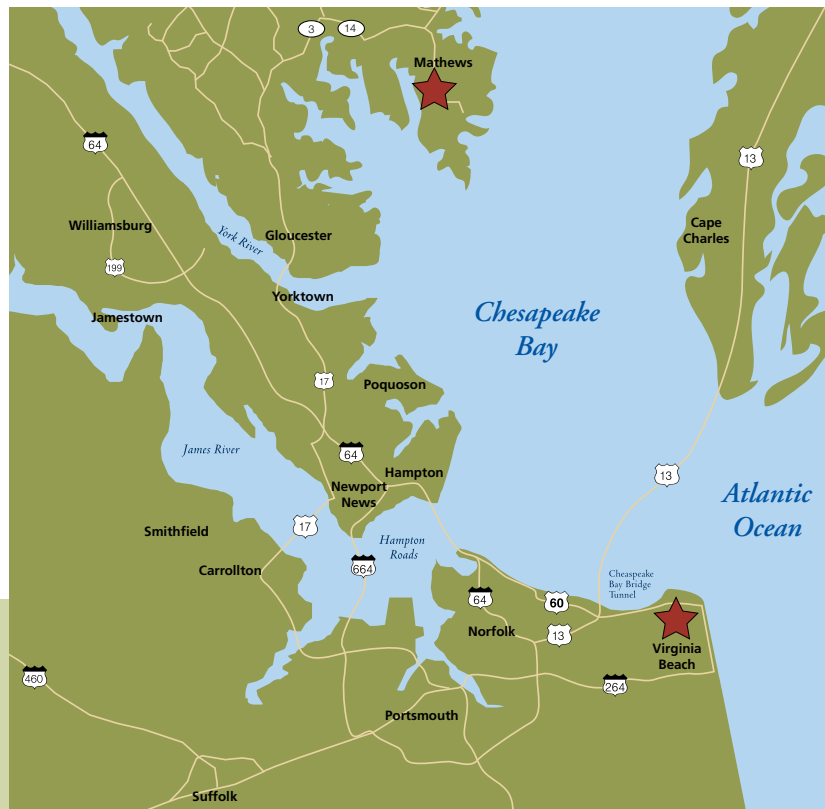 3
14
Mathews
64
13
Williamsburg
York River
Gloucester
Cape
Charles
199
Yorktown
Jamestown
Chesapeake
Bay
17
Poquoson
James River
64
Hampton
13
Newport
News
Atlantic
Ocean
17
Smithfield
Hampton
Roads
664
Carrollton
Cheaspeake
Bay Bridge
Tunnel
64
60
Norfolk
13
Virginia
Beach
460
264
Portsmouth
Suffolk